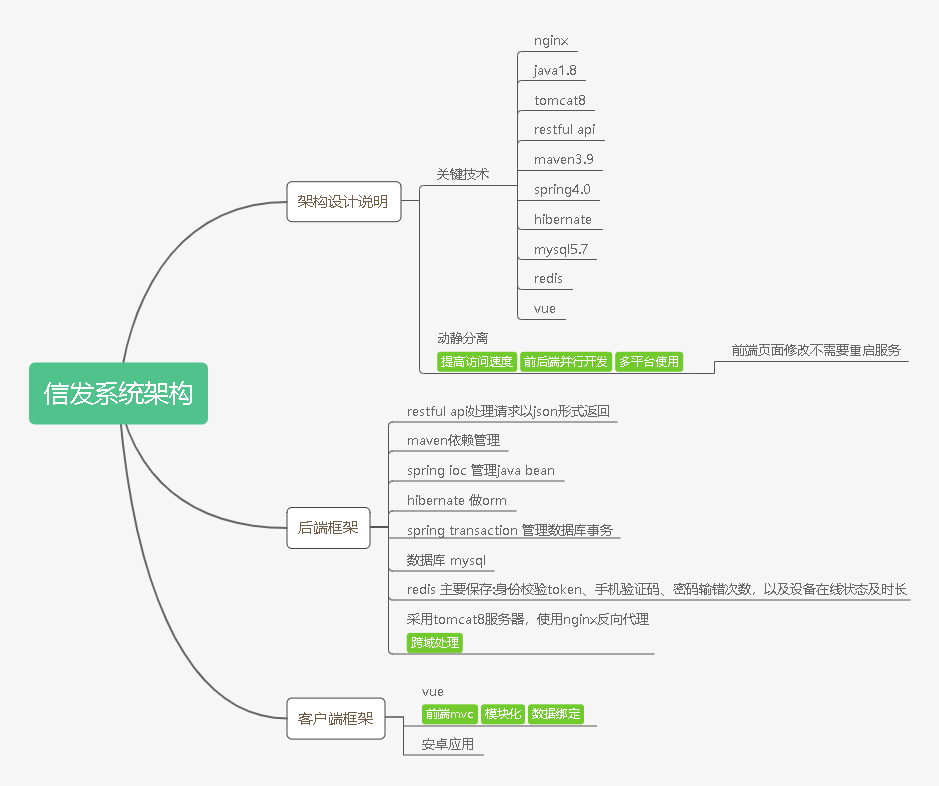 信发系统架构
架构设计说明
关键技术
nginx
java1.8
tomcat8
restful api
maven3.9
spring4.0
hibernate
mysql5.7
redis
vue
动静分离
提高访问速度 前后端并行开发 多平台使用
前端页面修改不需要重启服务
后端框架
restful api处理请求以json形式返回
maven依赖管理
spring ioc 管理java bean
hibernate 做orm
spring transaction 管理数据库事务
数据库 mysql
redis 主要保存:身份校验token、手机验证码、密码输错次数，以及设备在线状态及时长
采用tomcat8服务器，使用nginx反向代理
跨域处理
客户端框架
vue
前端mvc 模块化 数据绑定
安卓应用